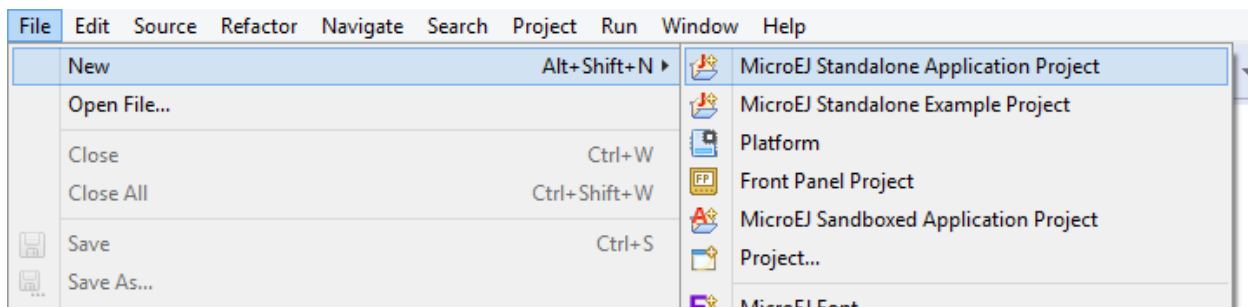 File Edit Source Refactor Navigate Search Project Run Window Help
New Alt+Shift+N
Open File...
Close Ctrl+W
Close All Ctrl+Shift+W
Save Ctrl+S
Save As...
MicroEJ Standalone Application Project
MicroEJ Standalone Example Project
Platform
FP
Front Panel Project
MicroEJ Sandboxed Application Project
Project...
MicroEJ Font